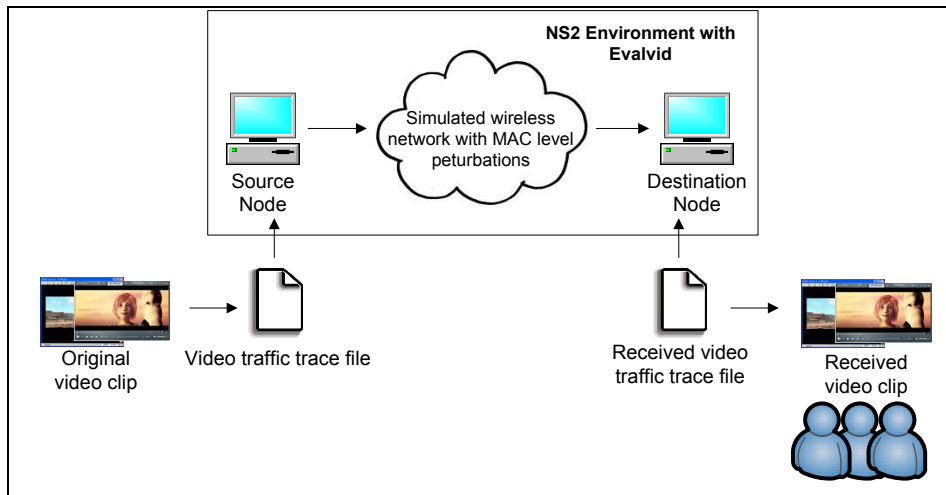 NS2 Environment with
Evalvid
Simulated wireless
network with MAC level
peturbations
Source
Node
Destination
Node
Original
video clip
Video traffic trace file
Received video
traffic trace file
Received
video clip